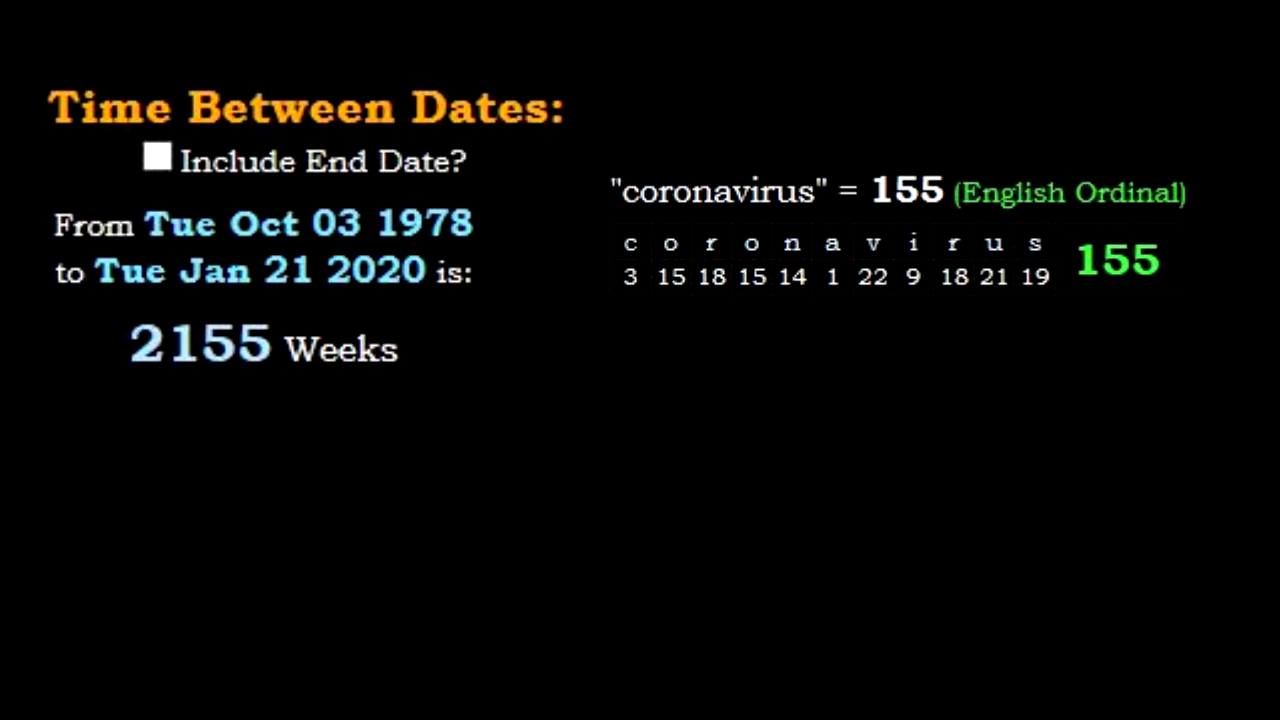 Time Between Dates:
Include End Date?
From Tue Oct 03 1978
to Tue Jan 21 2020 is:
2155 Weeks
"coronavirus" = 155 (English Ordinal)
c o r o n a v i r u s
3 15 18 15 14 1 22 9 18 21 19
155